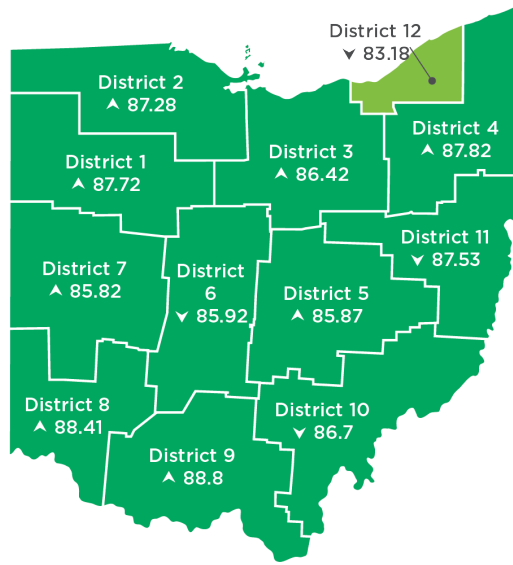 District 12
83.18
District 2
87.28
District 4
87.82
District 1
87.72
District 3
86.42
District 11
87.53
District 7
85.82
District
6
85.92
District 5
85.87
District 8
88.41
District 10
86.7
District 9
88.8